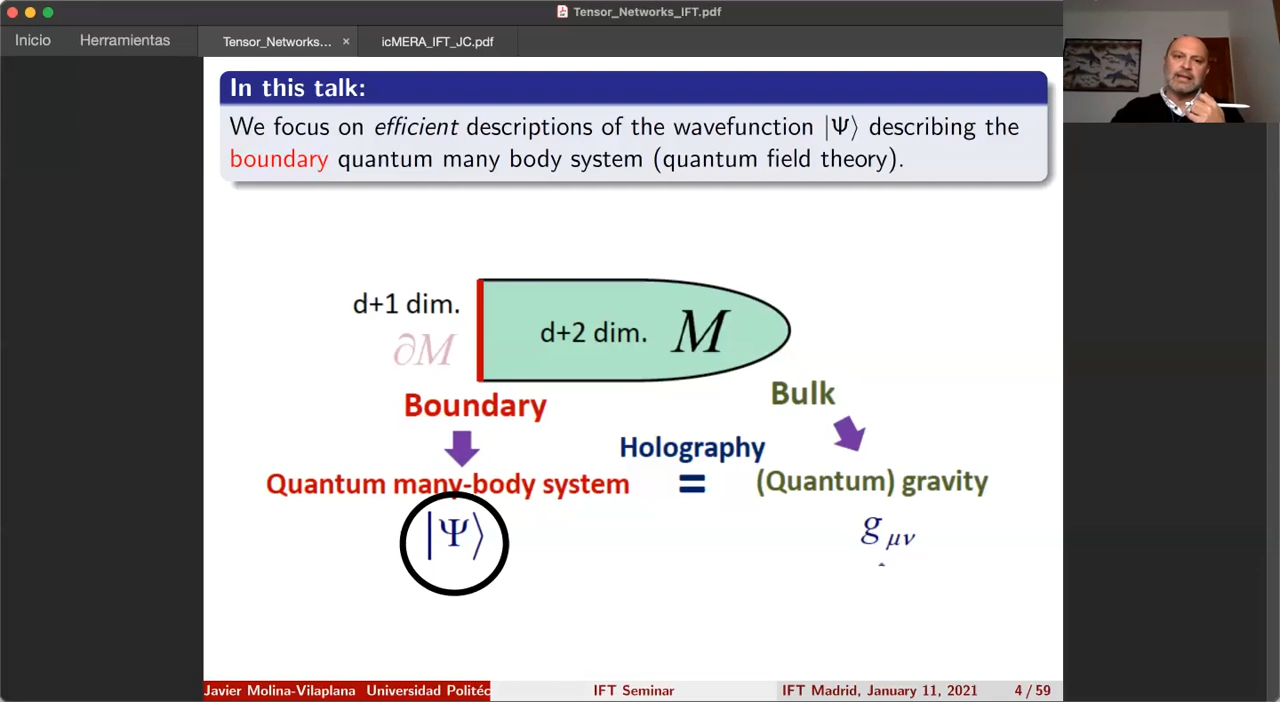 Tensor_Networks_IFT.pdf
Inicio Herramientas Tensor_Networks... × icMERA_IFT_JC.pdf
In this talk:
We focus on efficient descriptions of the wavefunction |Ψ⟩ describing the
boundary quantum many body system (quantum field theory).
d+1 dim.
∂M
d+2 dim. M
Boundary
Bulk
Holography
Quantum many-body system = (Quantum) gravity
|Ψ⟩
g μν
Javier Molina-Vilaplana Universidad Politéc IFT Seminar IFT Madrid, January 11, 2021 4 / 59